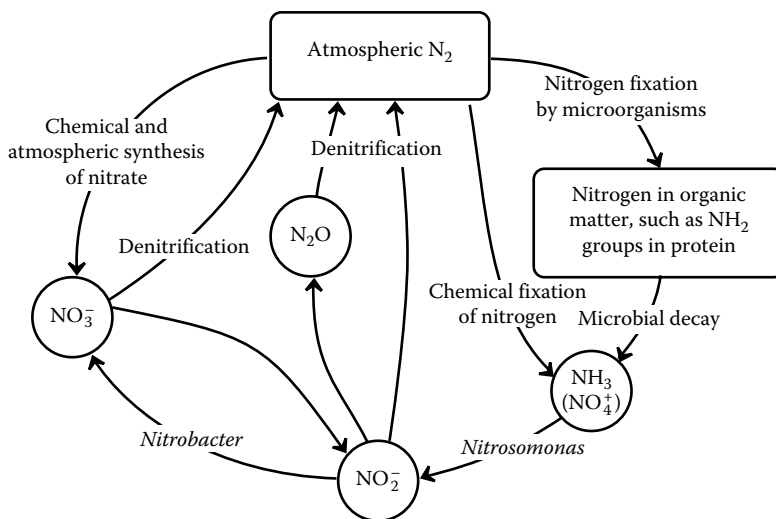 Atmospheric N₂
Nitrogen fixation
by microorganisms
Chemical and
atmospheric synthesis
of nitrate
Denitrification
Nitrogen in organic
matter, such as NH₂
groups in protein
N₂O
Denitrification
Chemical fixation
of nitrogen
Microbial decay
NO₃⁻
NH₃
(NO₄⁺)
Nitrobacter
Nitrosomonas
NO₂⁻